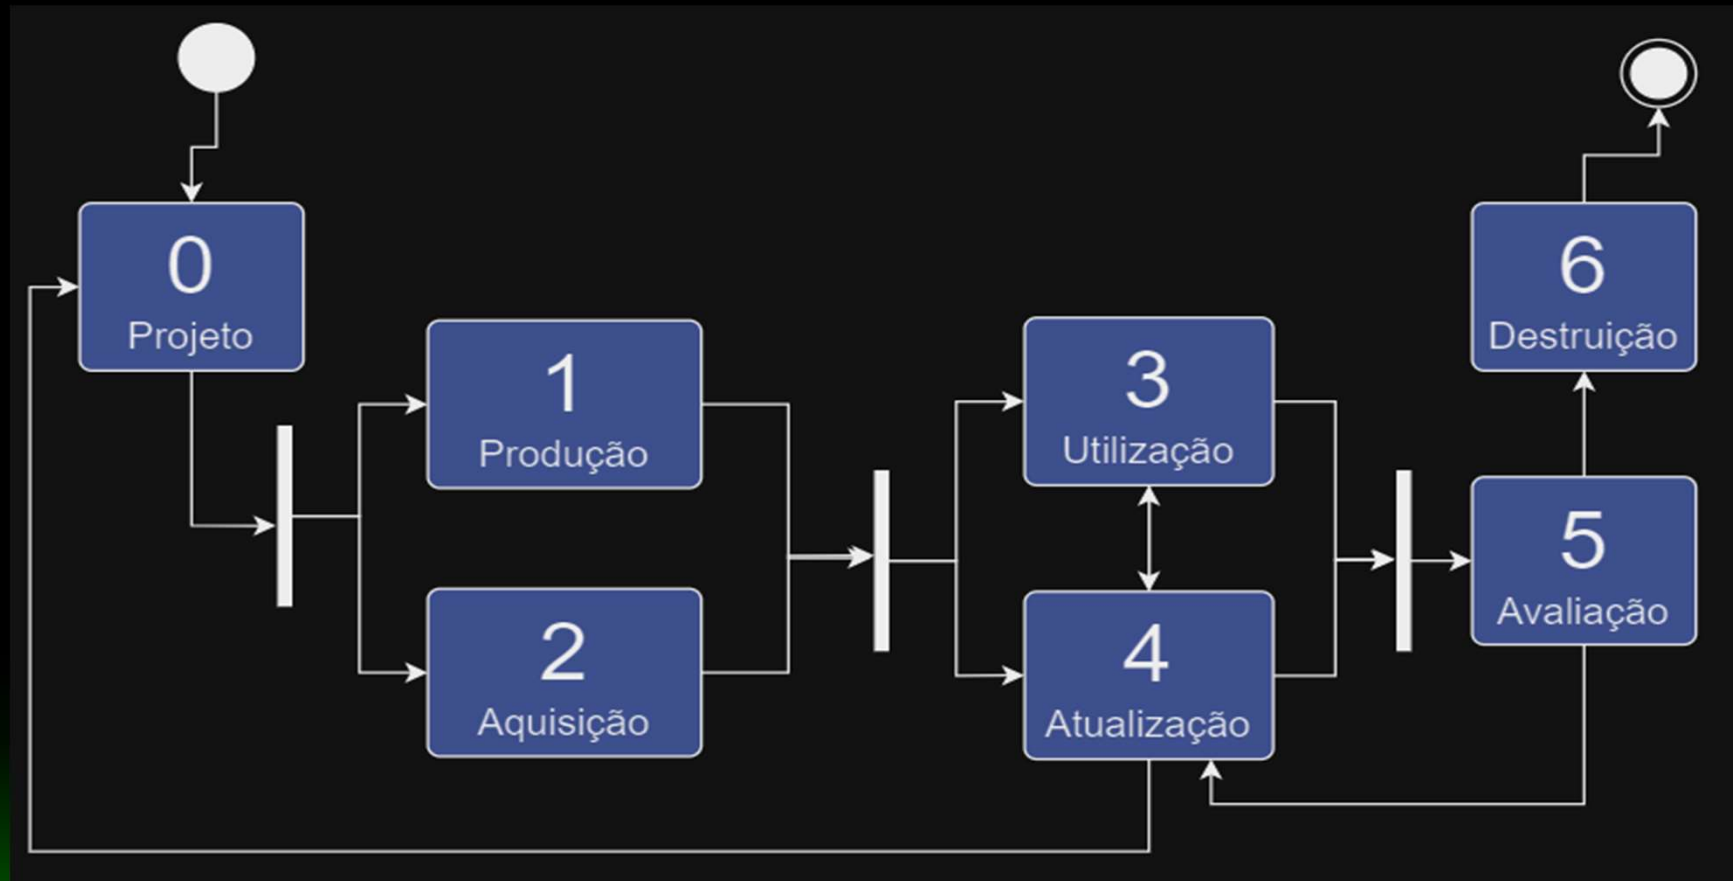 0
Projeto
1
Produção
2
Aquisição
3
Utilização
4
Atualização
5
Avaliação
6
Destruição